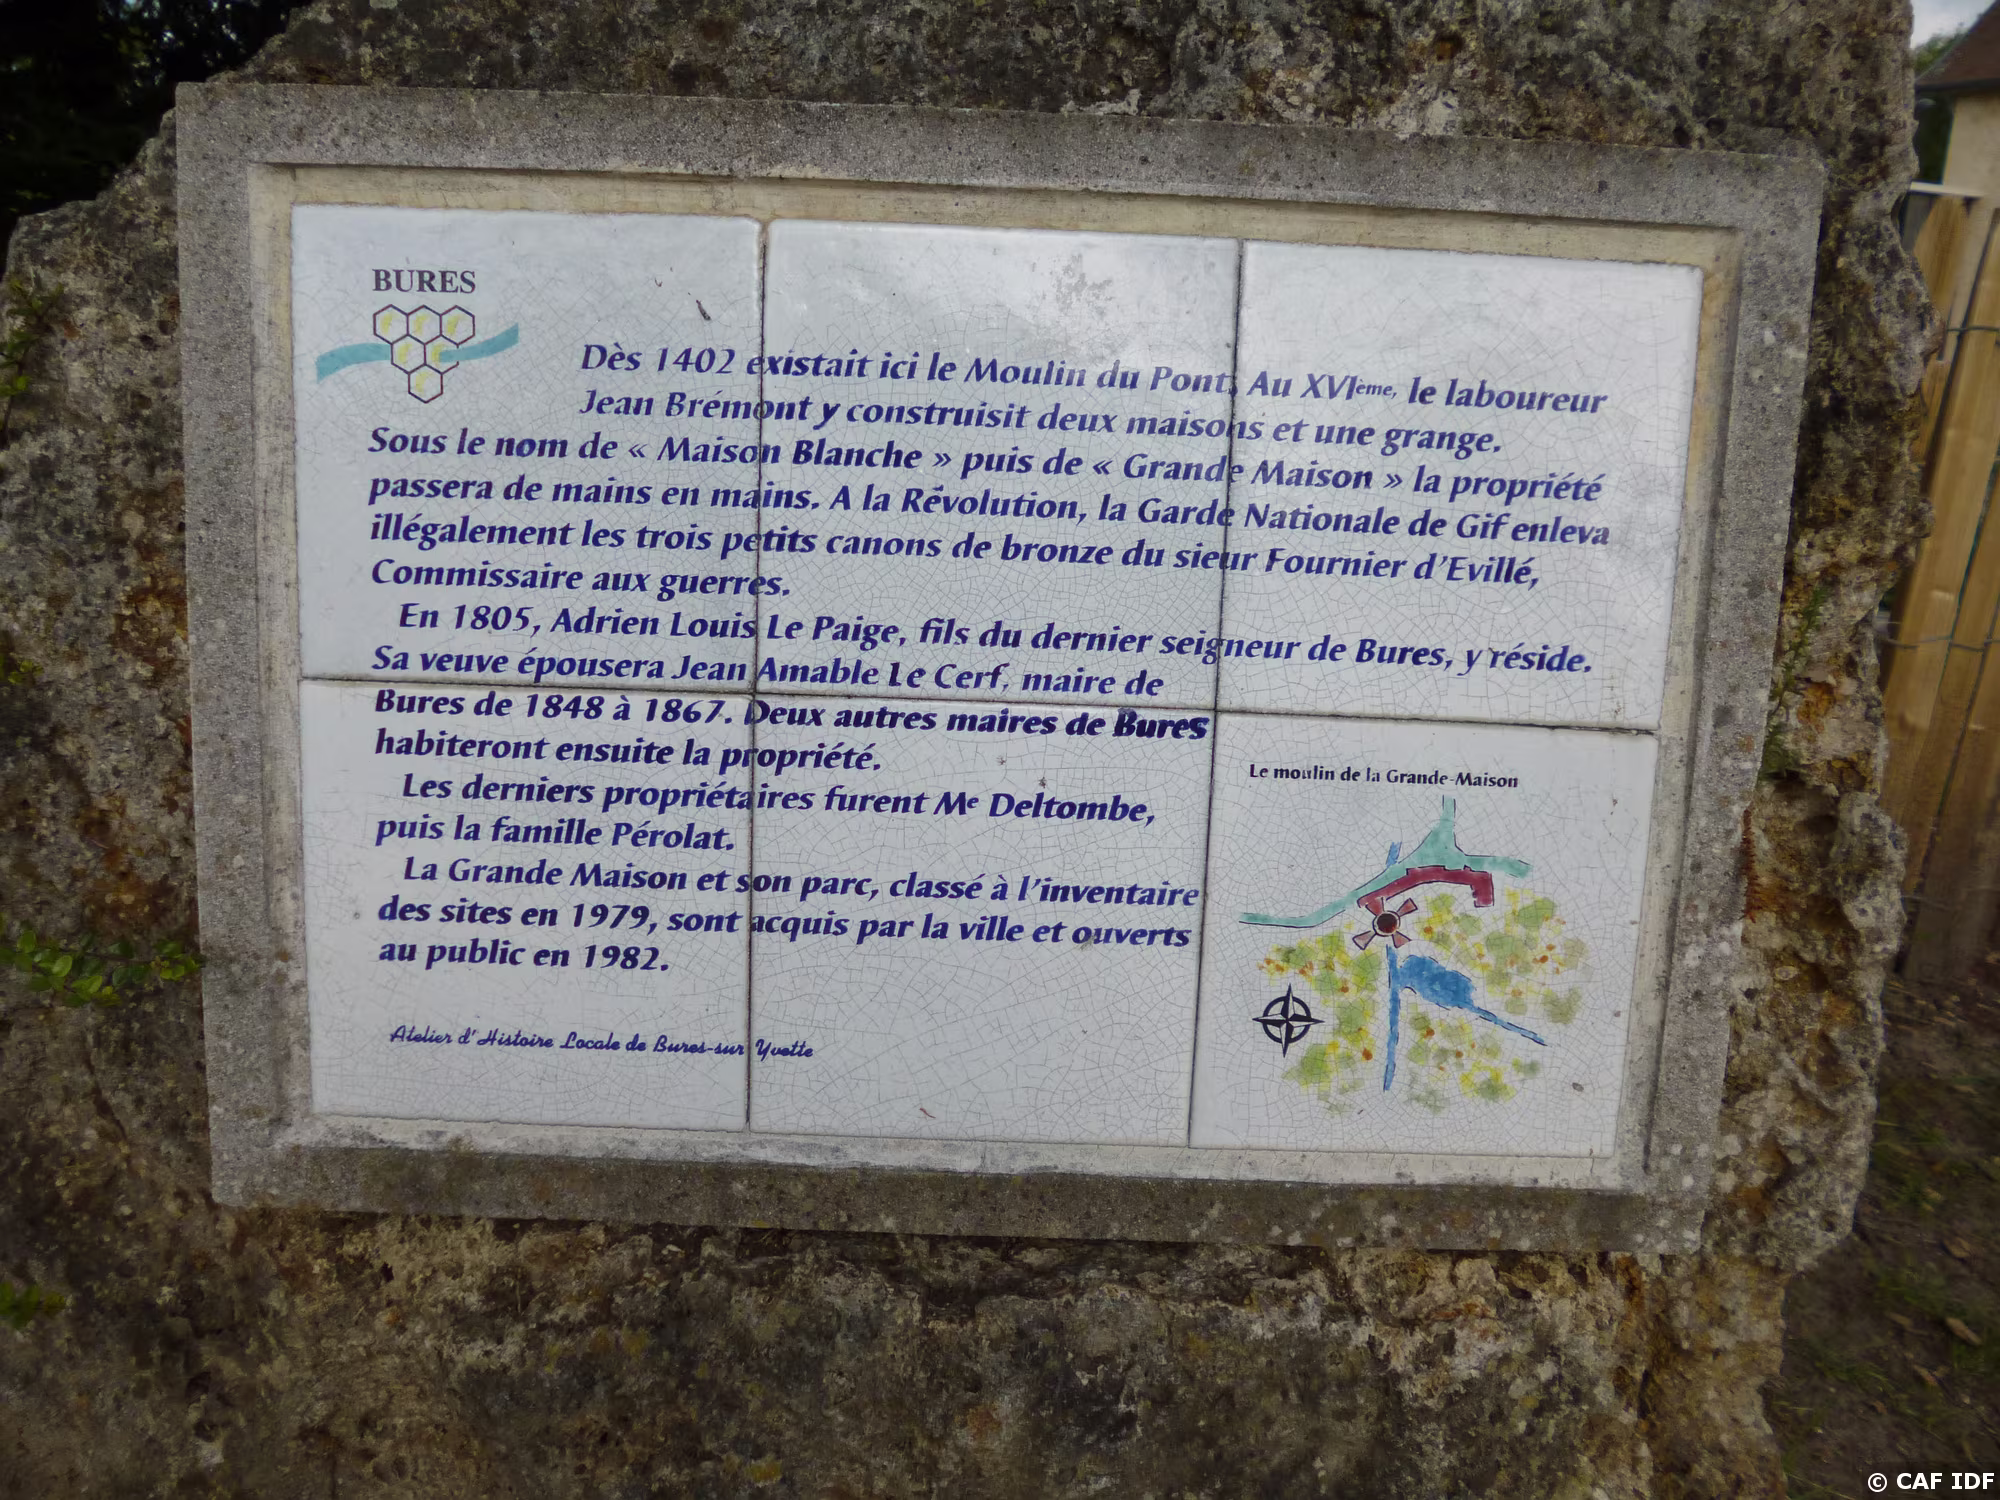 BURES
Dès 1402 existait ici le Moulin du Pont. Au XVIème, le laboureur
Jean Brémont y construisit deux maisons et une grange.
Sous le nom de « Maison Blanche » puis de « Grande Maison » la propriété
passera de mains en mains. A la Révolution, la Garde Nationale de Gif enleva
illégalement les trois petits canons de bronze du sieur Fournier d'Evillé,
Commissaire aux guerres.
En 1805, Adrien Louis Le Paige, fils du dernier seigneur de Bures, y réside.
Sa veuve épousera Jean Amable Le Cerf, maire de
Bures de 1848 à 1867. Deux autres maires de Bures
habiteront ensuite la propriété.
Les derniers propriétaires furent Me Deltombe,
puis la famille Pérolat.
La Grande Maison et son parc, classé à l'inventaire
des sites en 1979, sont acquis par la ville et ouverts
au public en 1982.
Atelier d'Histoire Locale de Bures-sur Yvette
Le moulin de la Grande-Maison
© CAF IDF